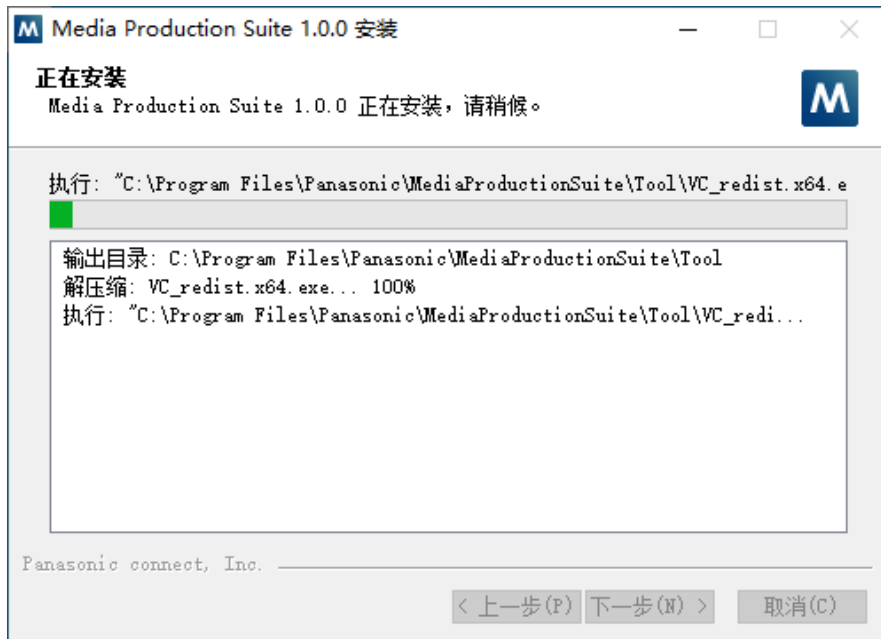 M Media Production Suite 1.0.0 安装
正在安装
Media Production Suite 1.0.0 正在安装，请稍候。
M
执行: "C:\Program Files\Panasonic\MediaProductionSuite\Tool\VC_redist.x64.e
输出目录: C:\Program Files\Panasonic\MediaProductionSuite\Tool
解压缩: VC_redist.x64.exe... 100%
执行: "C:\Program Files\Panasonic\MediaProductionSuite\Tool\VC_redi...
Panasonic connect, Inc.
< 上一步(P) 下一步(N) > 取消(C)